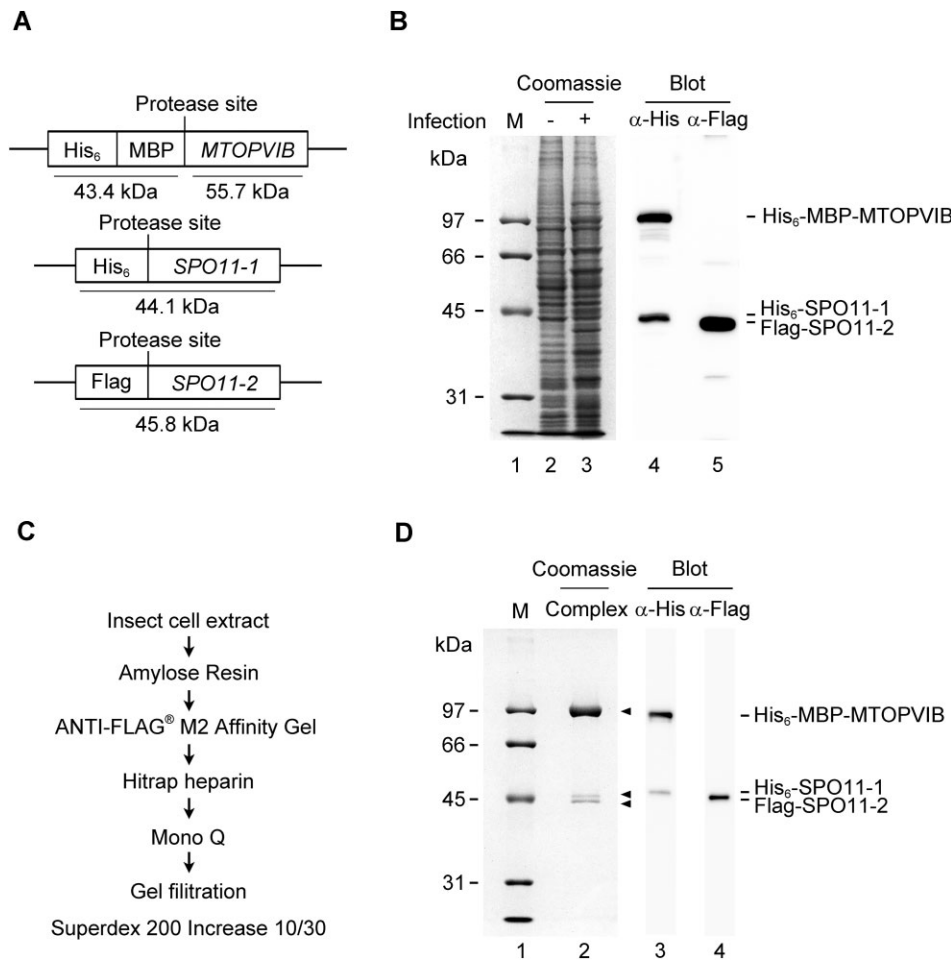 A
Protease site
His₆ MBP MTOPVIB
43.4 kDa 55.7 kDa
Protease site
His₆ SPO11-1
44.1 kDa
Protease site
Flag SPO11-2
45.8 kDa
B
Coomassie Blot
Infection M - + α-His α-Flag
kDa
97
66
45
31
His₆-MBP-MTOPVIB
His₆-SPO11-1
Flag-SPO11-2
1 2 3 4 5
C
Insect cell extract
Amylose Resin
ANTI-FLAG® M2 Affinity Gel
Hitrap heparin
Mono Q
Gel filitration
Superdex 200 Increase 10/30
D
Coomassie Blot
M Complex α-His α-Flag
kDa
97
66
45
31
His₆-MBP-MTOPVIB
His₆-SPO11-1
Flag-SPO11-2
1 2 3 4